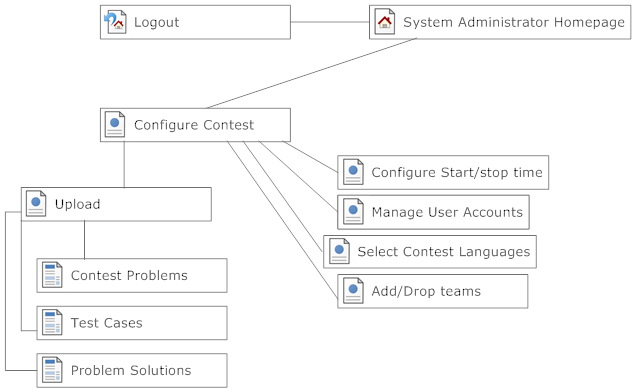 Logout
System Administrator Homepage
Configure Contest
Configure Start/stop time
Upload
Manage User Accounts
Select Contest Languages
Contest Problems
Add/Drop teams
Test Cases
Problem Solutions